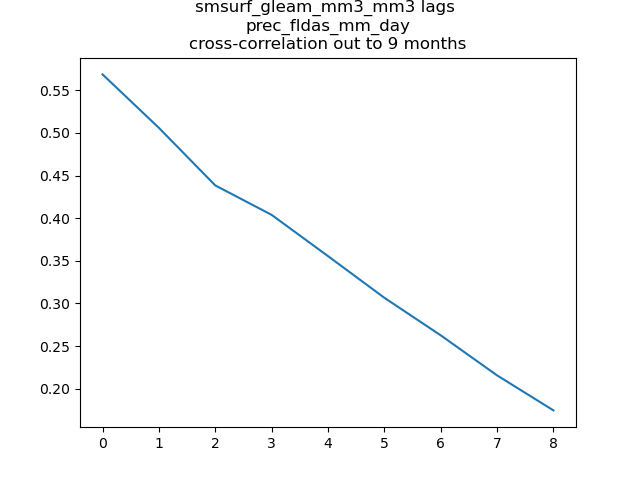 smsurf_gleam_mm3_mm3 lags
prec_fldas_mm_day
cross-correlation out to 9 months
0.55
0.50
0.45
0.40
0.35
0.30
0.25
0.20
0 1 2 3 4 5 6 7 8